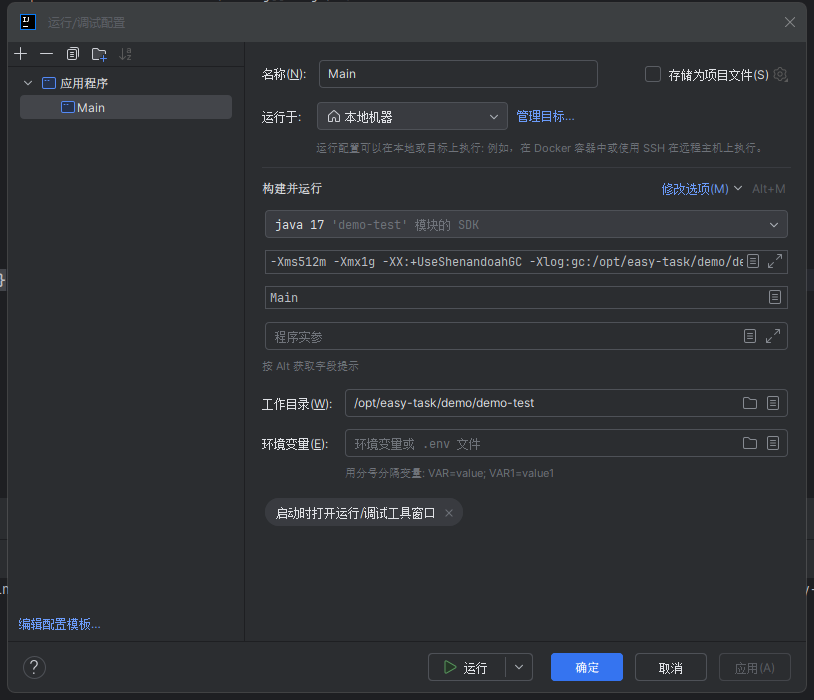 运行/调试配置
应用程序
Main
名称(N):
Main
存储为项目文件(S)
运行于:
本地机器
管理目标...
运行配置可以在本地或目标上执行: 例如，在 Docker 容器中或使用 SSH 在远程主机上执行。
构建并运行
修改选项(M)
Alt+M
java 17 'demo-test' 模块的 SDK
-Xms512m -Xmx1g -XX:+UseShenandoahGC -Xlog:gc:/opt/easy-task/demo/de
Main
程序实参
按 Alt 获取字段提示
工作目录(W):
/opt/easy-task/demo/demo-test
环境变量(E):
环境变量或 .env 文件
用分号分隔变量: VAR=value; VAR1=value1
启动时打开运行/调试工具窗口
编辑配置模板...
?
运行
确定
取消
应用(A)